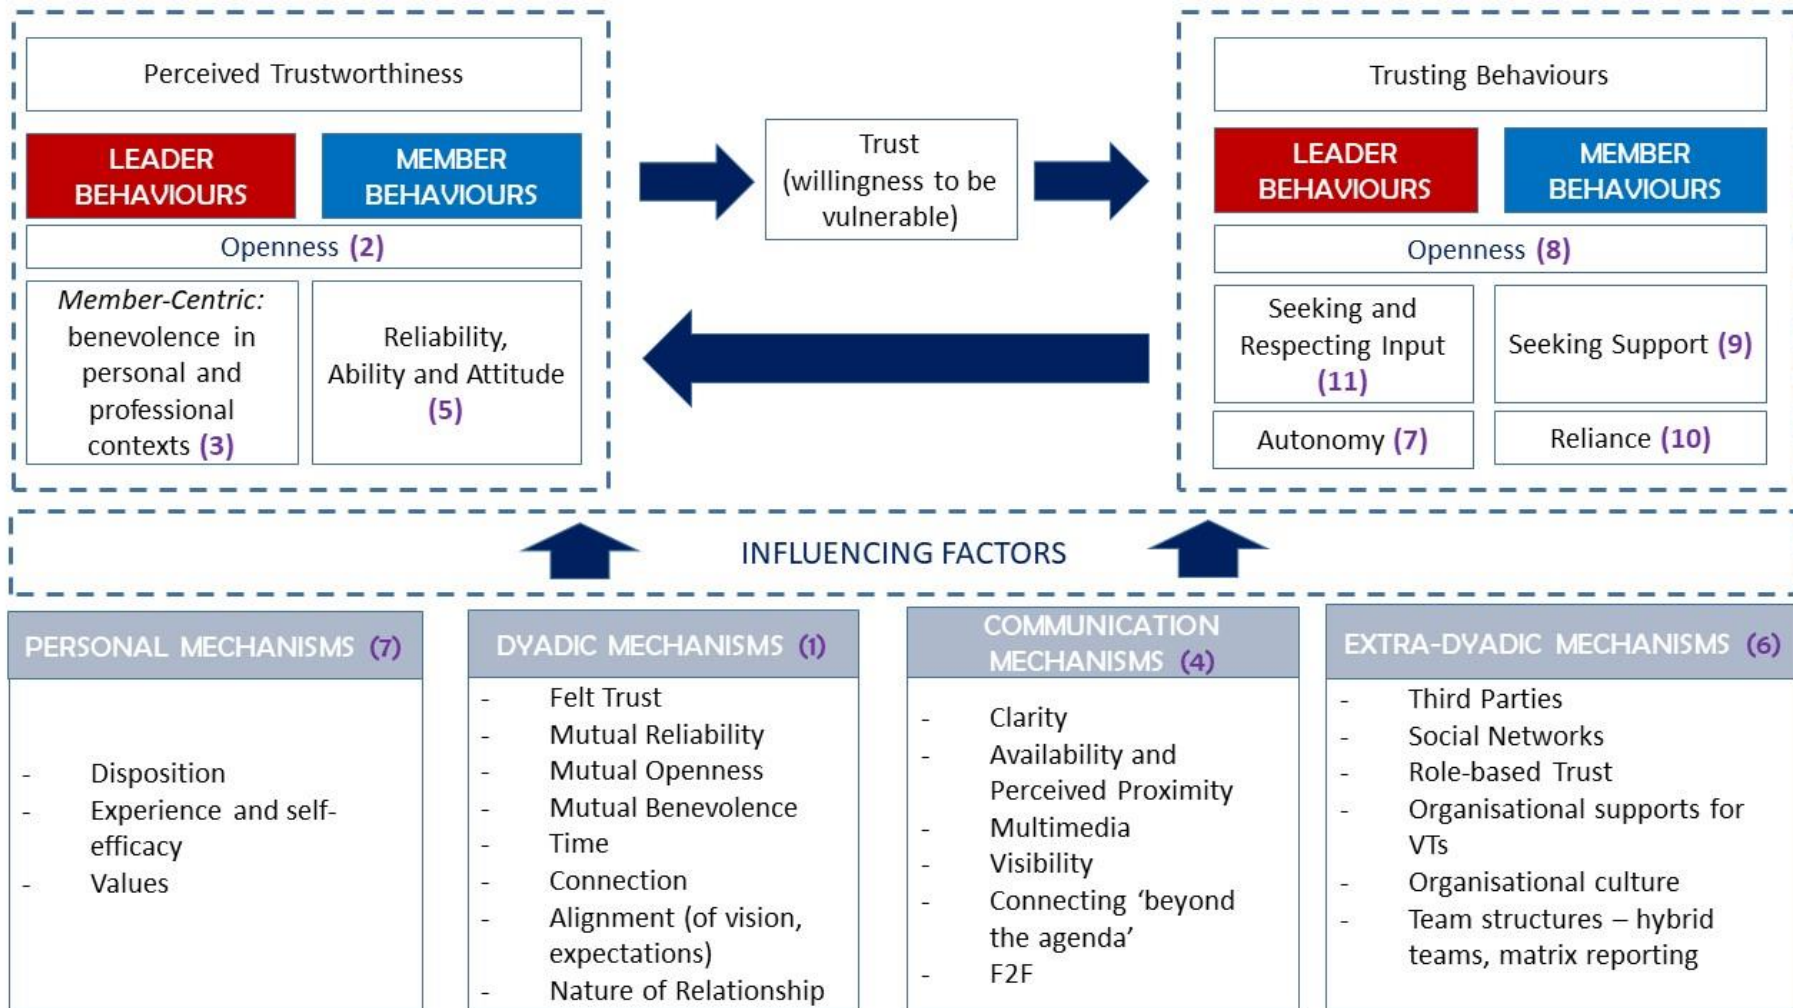 Perceived Trustworthiness
LEADER
BEHAVIOURS
MEMBER
BEHAVIOURS
Openness (2)
Member-Centric:
benevolence in
personal and
professional
contexts (3)
Reliability,
Ability and Attitude
(5)
Trust
(willingness to be
vulnerable)
Trusting Behaviours
LEADER
BEHAVIOURS
MEMBER
BEHAVIOURS
Openness (8)
Seeking and
Respecting Input
(11)
Seeking Support (9)
Autonomy (7)
Reliance (10)
INFLUENCING FACTORS
PERSONAL MECHANISMS (7)
- Disposition
- Experience and self-
efficacy
- Values
DYADIC MECHANISMS (1)
- Felt Trust
- Mutual Reliability
- Mutual Openness
- Mutual Benevolence
- Time
- Connection
- Alignment (of vision,
expectations)
- Nature of Relationship
COMMUNICATION
MECHANISMS (4)
- Clarity
- Availability and
Perceived Proximity
- Multimedia
- Visibility
- Connecting ‘beyond
the agenda’
- F2F
EXTRA-DYADIC MECHANISMS (6)
- Third Parties
- Social Networks
- Role-based Trust
- Organisational supports for
VTs
- Organisational culture
- Team structures – hybrid
teams, matrix reporting